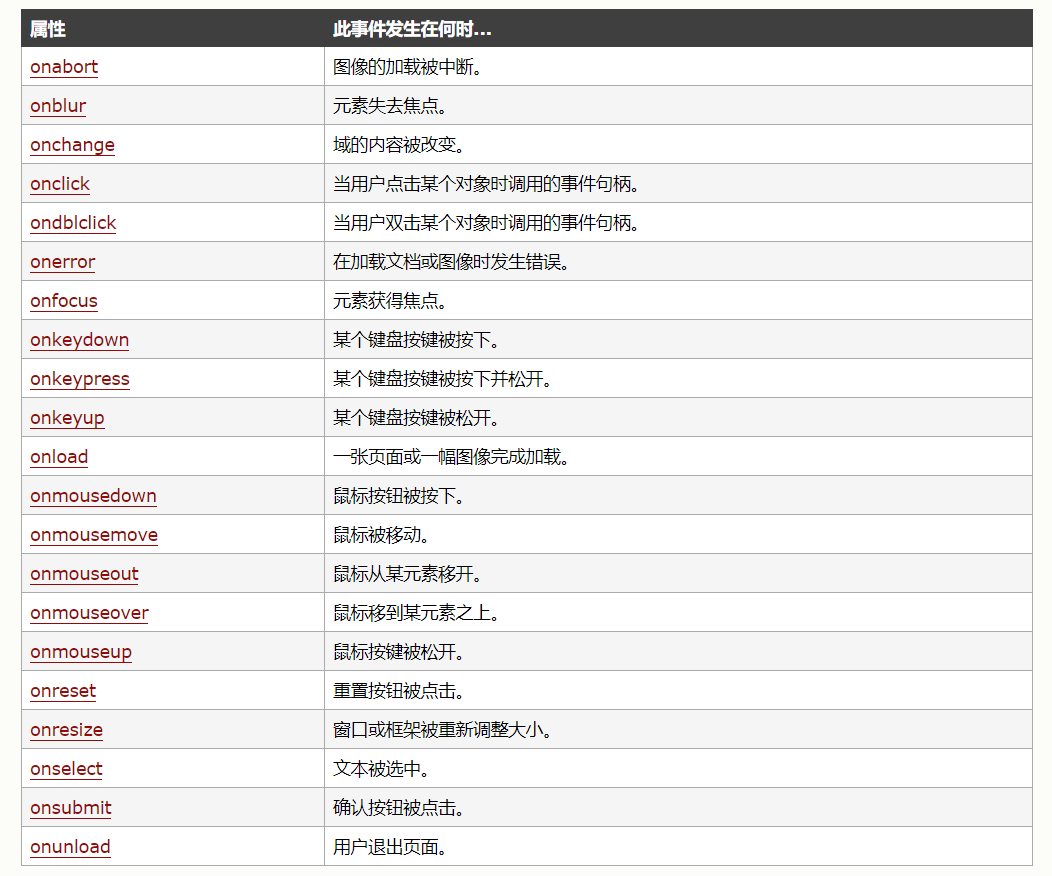 属性 此事件发生在何时...
onabort 图像的加载被中断。
onblur 元素失去焦点。
onchange 域的内容被改变。
onclick 当用户点击某个对象时调用的事件句柄。
ondblclick 当用户双击某个对象时调用的事件句柄。
onerror 在加载文档或图像时发生错误。
onfocus 元素获得焦点。
onkeydown 某个键盘按键被按下。
onkeypress 某个键盘按键被按下并松开。
onkeyup 某个键盘按键被松开。
onload 一张页面或一幅图像完成加载。
onmousedown 鼠标按钮被按下。
onmousemove 鼠标被移动。
onmouseout 鼠标从某元素移开。
onmouseover 鼠标移到某元素之上。
onmouseup 鼠标按键被松开。
onreset 重置按钮被点击。
onresize 窗口或框架被重新调整大小。
onselect 文本被选中。
onsubmit 确认按钮被点击。
onunload 用户退出页面。